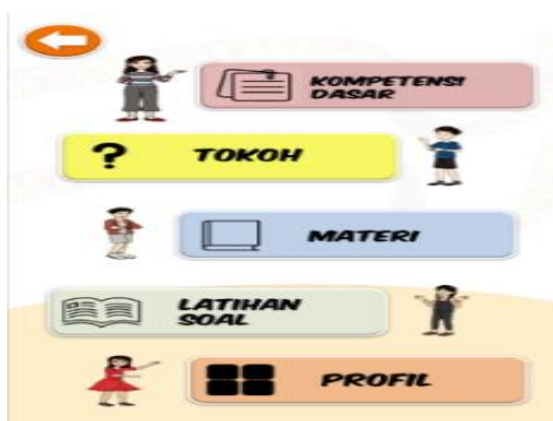 KOMPETENSI
DASAR
? TOKOH
MATERI
LATIHAN
SOAL
PROFIL